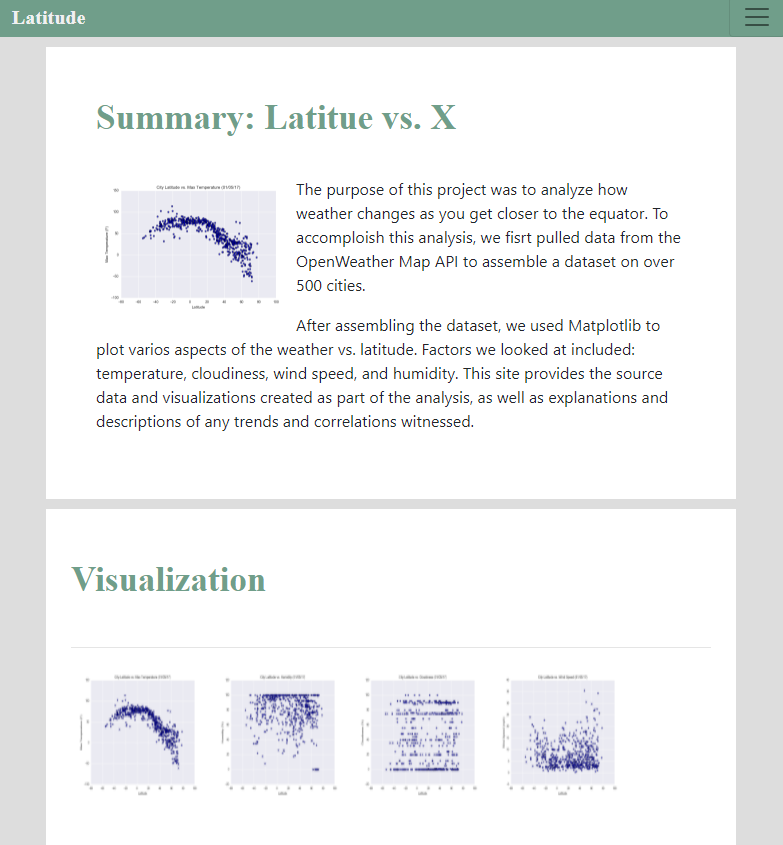 Latitude
Summary: Latitue vs. X
City Latitude vs. Max Temperature (01/09/17)
Max Temperature (F)
Latitude
The purpose of this project was to analyze how
weather changes as you get closer to the equator. To
accomploish this analysis, we fisrt pulled data from the
OpenWeather Map API to assemble a dataset on over
500 cities.
After assembling the dataset, we used Matplotlib to
plot varios aspects of the weather vs. latitude. Factors we looked at included:
temperature, cloudiness, wind speed, and humidity. This site provides the source
data and visualizations created as part of the analysis, as well as explanations and
descriptions of any trends and correlations witnessed.
Visualization